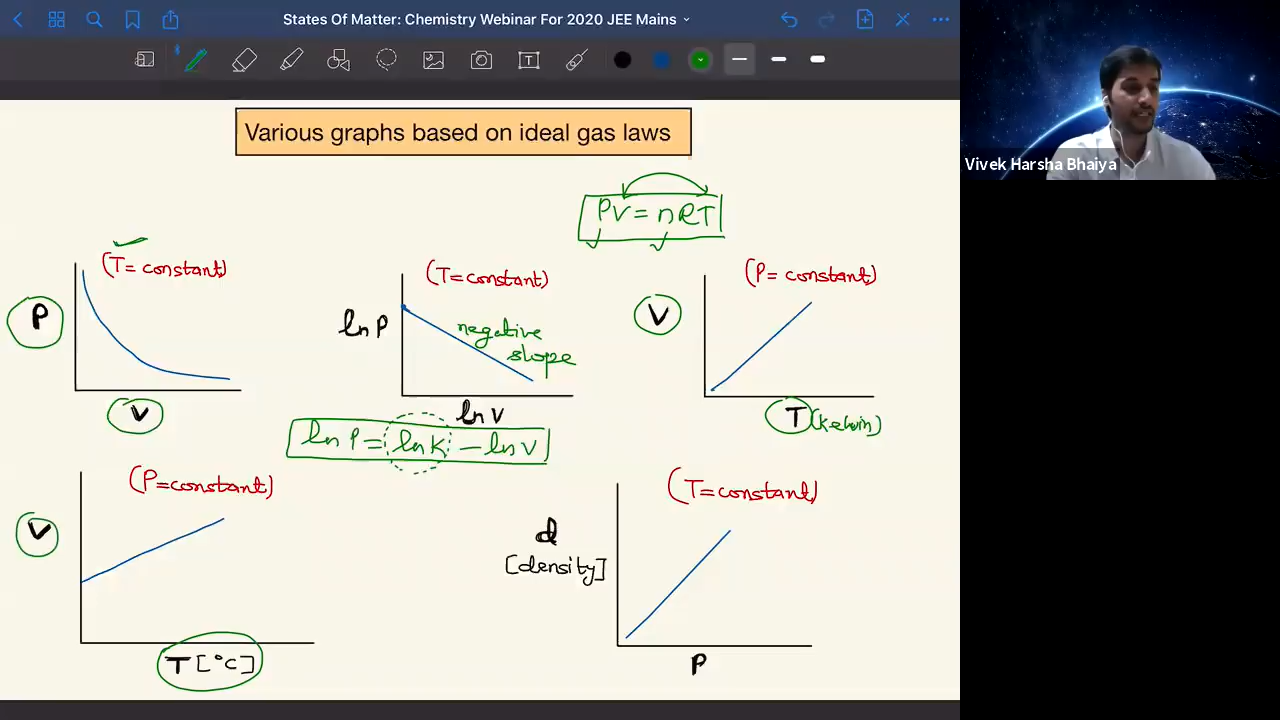 States Of Matter: Chemistry Webinar For 2020 JEE Mains
T
Various graphs based on ideal gas laws
Vivek Harsha Bhaiya
PV = nRT
(T = constant)
P
V
(T = constant)
ln P
negative
slope
ln V
ln P = ln K - ln V
(P = constant)
V
T (Kelvin)
(P = constant)
V
T [°C]
(T = constant)
d
[density]
P